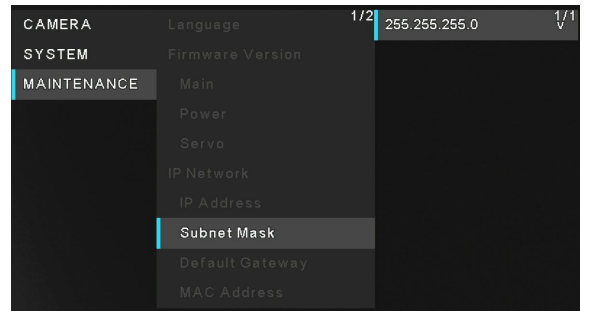 CAMERA
SYSTEM
MAINTENANCE
Language 1/2
Firmware Version
Main
Power
Servo
IP Network
IP Address
Subnet Mask
Default Gateway
MAC Address
255.255.255.0 1/1
v